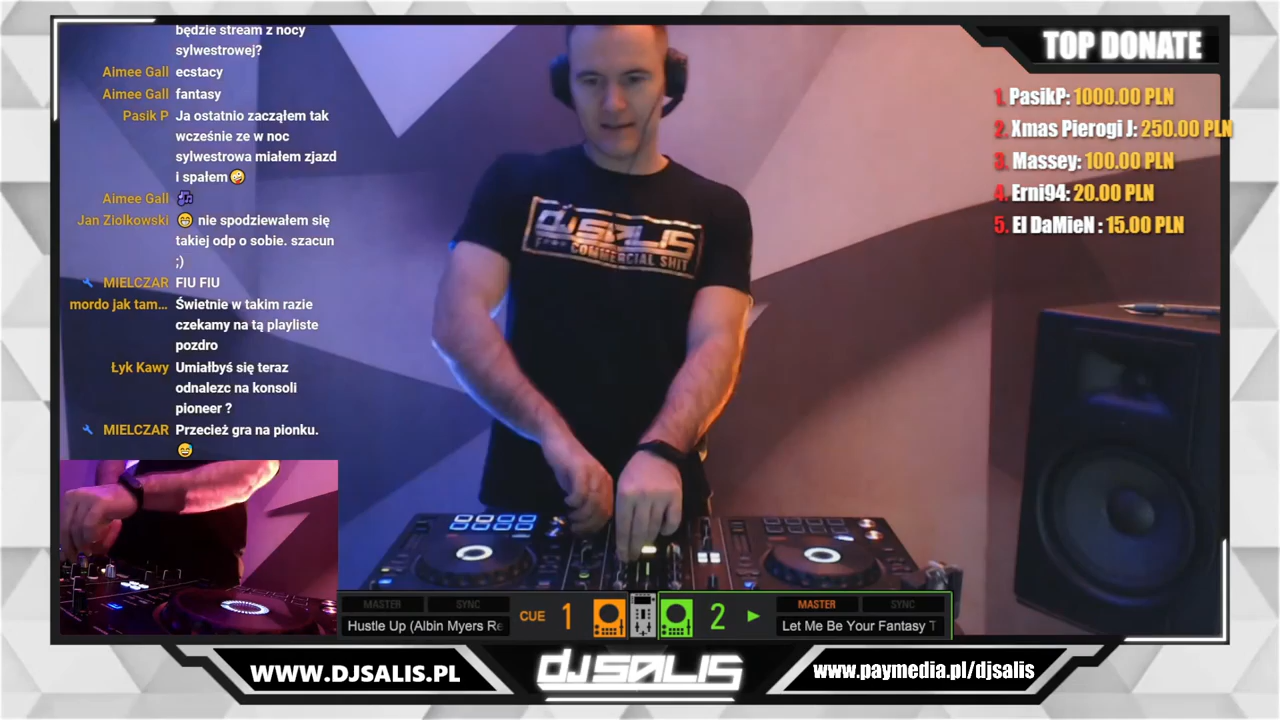 będzie stream z nocy
sylwestrowej?
Aimee Gall ecstacy
Aimee Gall fantasy
Pasik P Ja ostatnio zacząłem tak
wcześnie ze w noc
sylwestrowa miałem zjazd
i spałem
Aimee Gall
Jan Ziolkowski nie spodziewałem się
takiej odp o sobie. szacun
;)
MIELCZAR FIU FIU
mordo jak tam... Świetnie w takim razie
czekamy na tą playliste
pozdro
Łyk Kawy Umiałbyś się teraz
odnalezc na konsoli
pioneer ?
MIELCZAR Przecież gra na pionku.
TOP DONATE
1. PasikP: 1000.00 PLN
2. Xmas Pierogi J: 250.00 PLN
3. Massey: 100.00 PLN
4. Erni94: 20.00 PLN
5. El DaMieN : 15.00 PLN
DJ SALIS
F*** COMMERCIAL SHIT
MASTER SYNC
CUE 1
Hustle Up (Albin Myers Re
2
MASTER SYNC
Let Me Be Your Fantasy T
WWW.DJSALIS.PL
DJ SALIS
www.paymedia.pl/djsalis